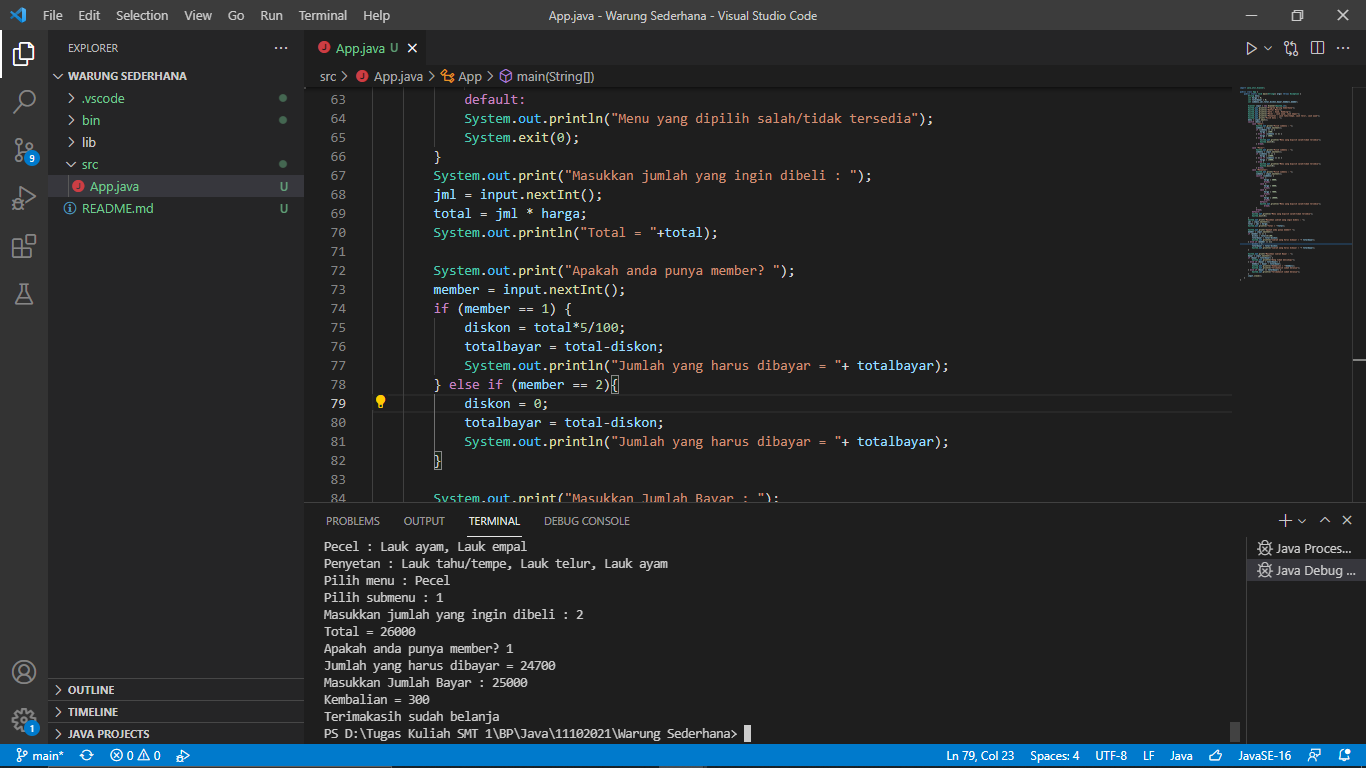 File Edit Selection View Go Run Terminal Help App.java - Warung Sederhana - Visual Studio Code
EXPLORER
WARUNG SEDERHANA
.vscode
bin
lib
src
App.java U
README.md U
OUTLINE
TIMELINE
JAVA PROJECTS
9
1
App.java U
src > App.java > App > main(String[])
63 default:
64 System.out.println("Menu yang dipilih salah/tidak tersedia");
65 System.exit(0);
66 }
67 System.out.print("Masukkan jumlah yang ingin dibeli : ");
68 jml = input.nextInt();
69 total = jml * harga;
70 System.out.println("Total = "+total);
71
72 System.out.print("Apakah anda punya member? ");
73 member = input.nextInt();
74 if (member == 1) {
75 diskon = total*5/100;
76 totalbayar = total-diskon;
77 System.out.println("Jumlah yang harus dibayar = "+ totalbayar);
78 } else if (member == 2){
79 diskon = 0;
80 totalbayar = total-diskon;
81 System.out.println("Jumlah yang harus dibayar = "+ totalbayar);
82 }
83
84 System.out.print("Masukkan Jumlah Bayar : ");
PROBLEMS OUTPUT TERMINAL DEBUG CONSOLE
Pecel : Lauk ayam, Lauk empal
Penyetan : Lauk tahu/tempe, Lauk telur, Lauk ayam
Pilih menu : Pecel
Pilih submenu : 1
Masukkan jumlah yang ingin dibeli : 2
Total = 26000
Apakah anda punya member? 1
Jumlah yang harus dibayar = 24700
Masukkan Jumlah Bayar : 25000
Kembalian = 300
Terimakasih sudah belanja
PS D:\Tugas Kuliah SMT 1\BP\Java\11102021\Warung Sederhana>
Java Proces...
Java Debug ...
main* 0 0 Ln 79, Col 23 Spaces: 4 UTF-8 LF Java JavaSE-16